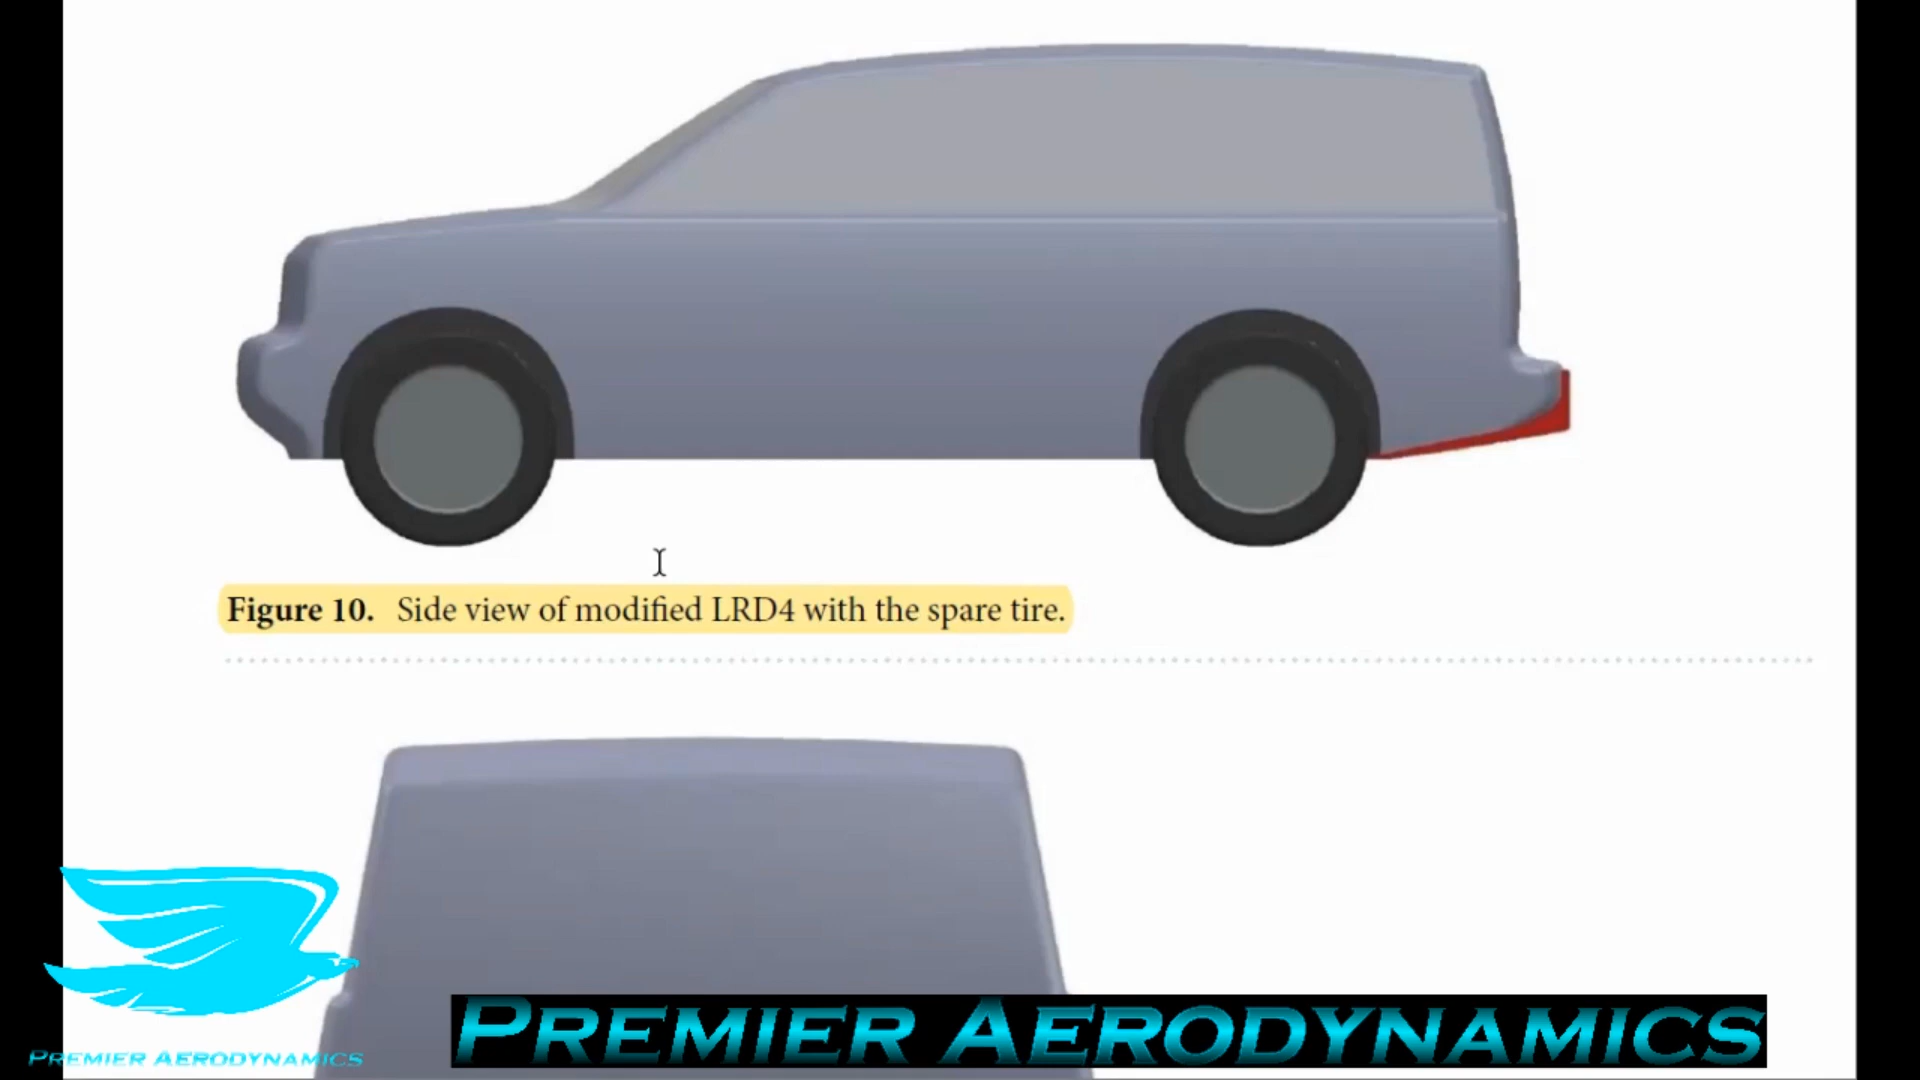 Figure 10. Side view of modified LRD4 with the spare tire.
PREMIER AERODYNAMICS
PREMIER AERODYNAMICS